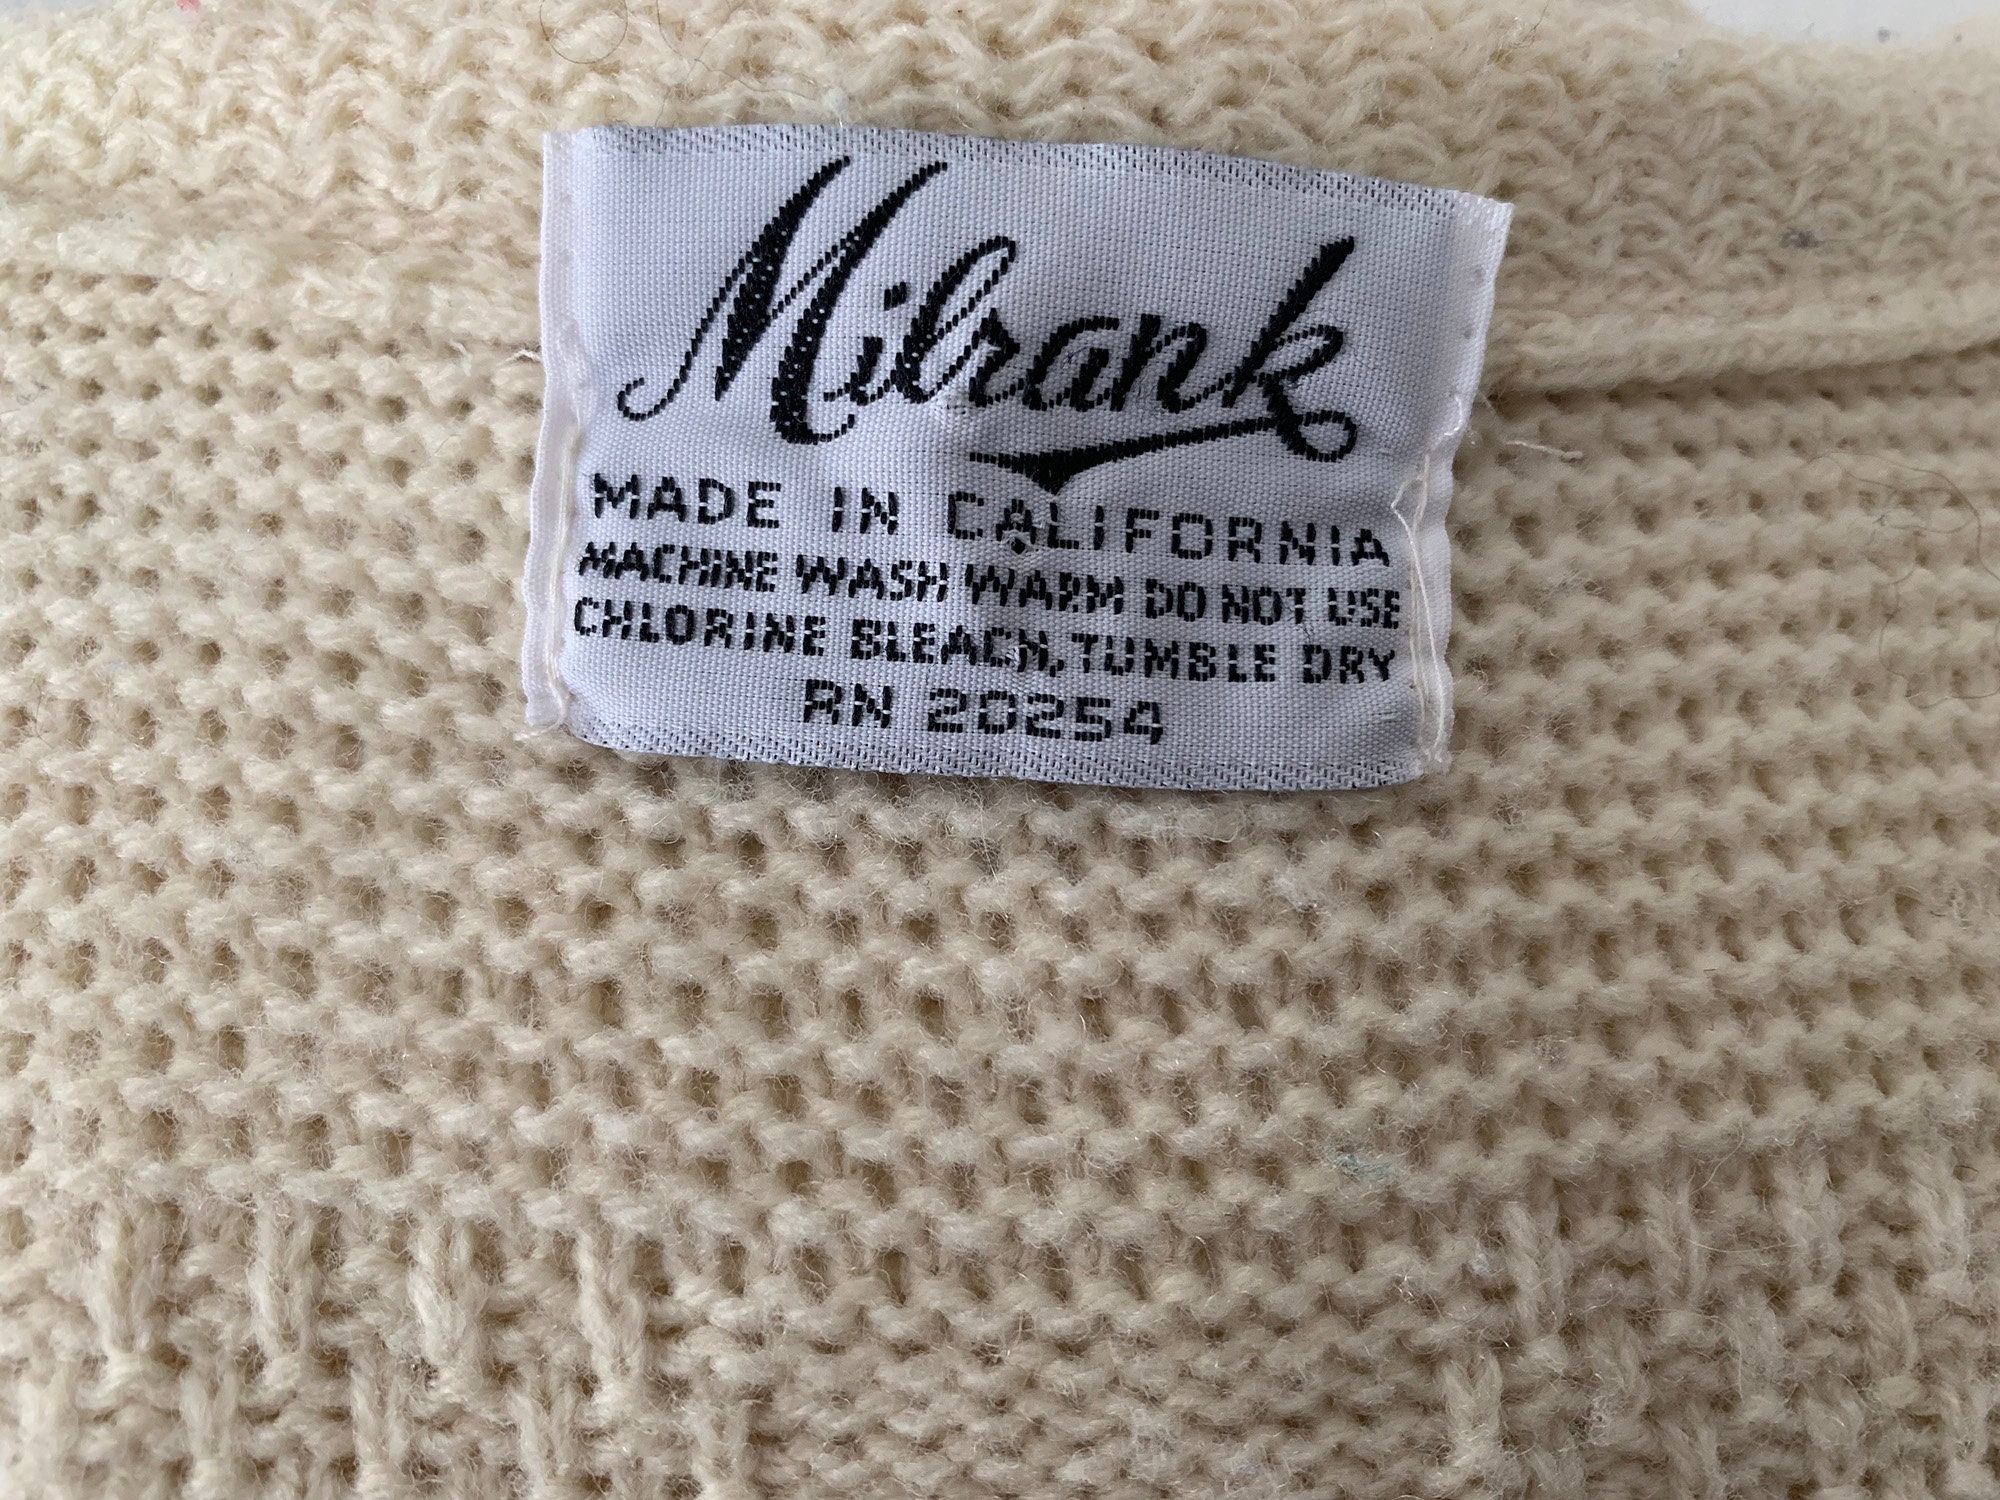 Milrank
MADE IN CALIFORNIA
MACHINE WASH WARM DO NOT USE
CHLORINE BLEACH, TUMBLE DRY
RN 20254